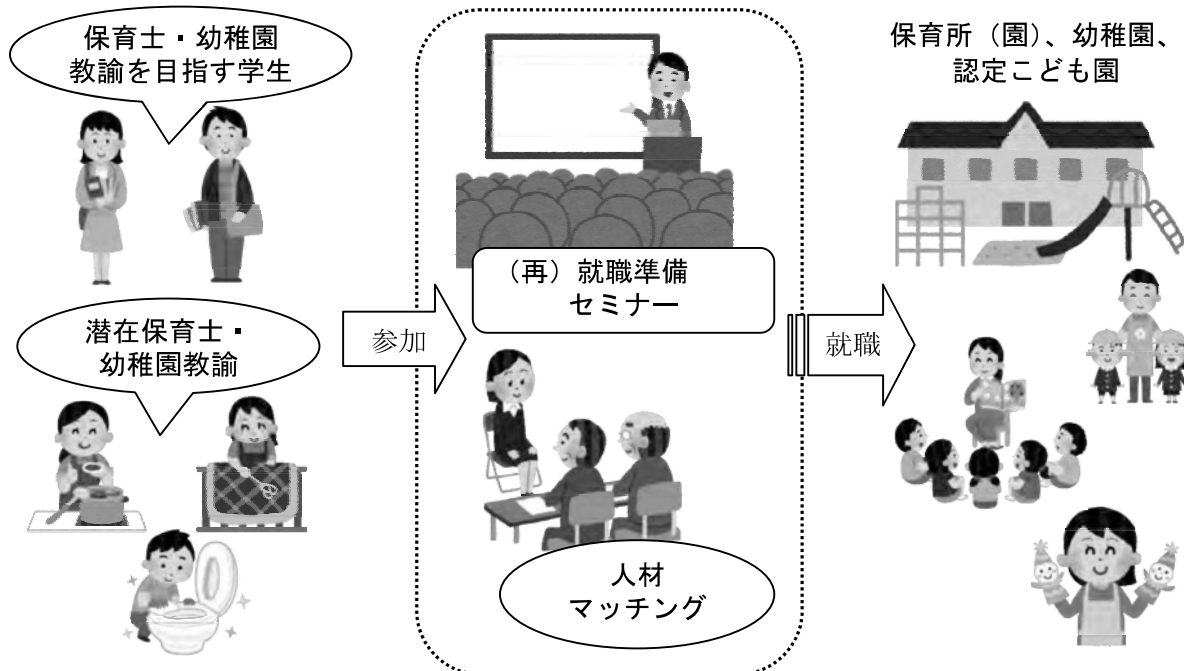 保育士・幼稚園
教諭を目指す学生
潜在保育士・
幼稚園教諭
参加
（再）就職準備
セミナー
人材
マッチング
就職
保育所（園）、幼稚園、
認定こども園